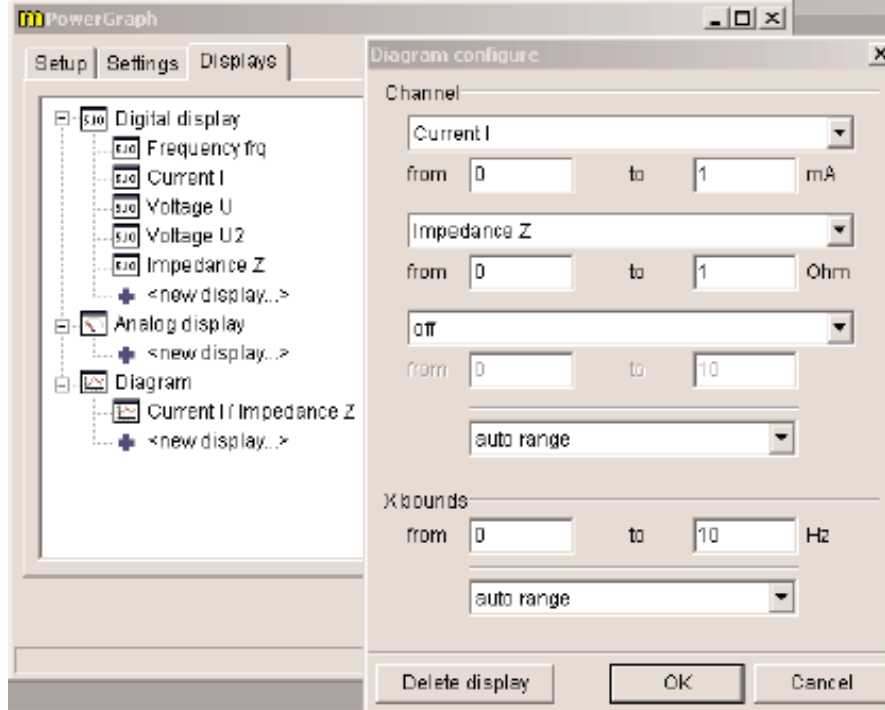 PowerGraph
Setup Settings Displays
Digital display
Frequency frq
Current I
Voltage U
Voltage U2
Impedance Z
<new display...>
Analog display
<new display...>
Diagram
Current I / Impedance Z
<new display...>
Diagram configure
Channel
Current I
from 0 to 1 mA
Impedance Z
from 0 to 1 Ohm
off
from 0 to 10
auto range
X bounds
from 0 to 10 Hz
auto range
Delete display OK Cancel